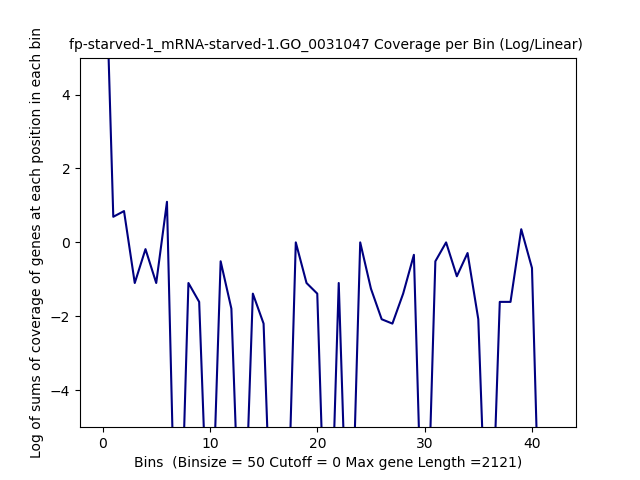 fp-starved-1_mRNA-starved-1.GO_0031047 Coverage per Bin (Log/Linear)
Log of sums of coverage of genes at each position in each bin
4
2
0
−2
−4
0 10 20 30 40
Bins  (Binsize = 50 Cutoff = 0 Max gene Length =2121)